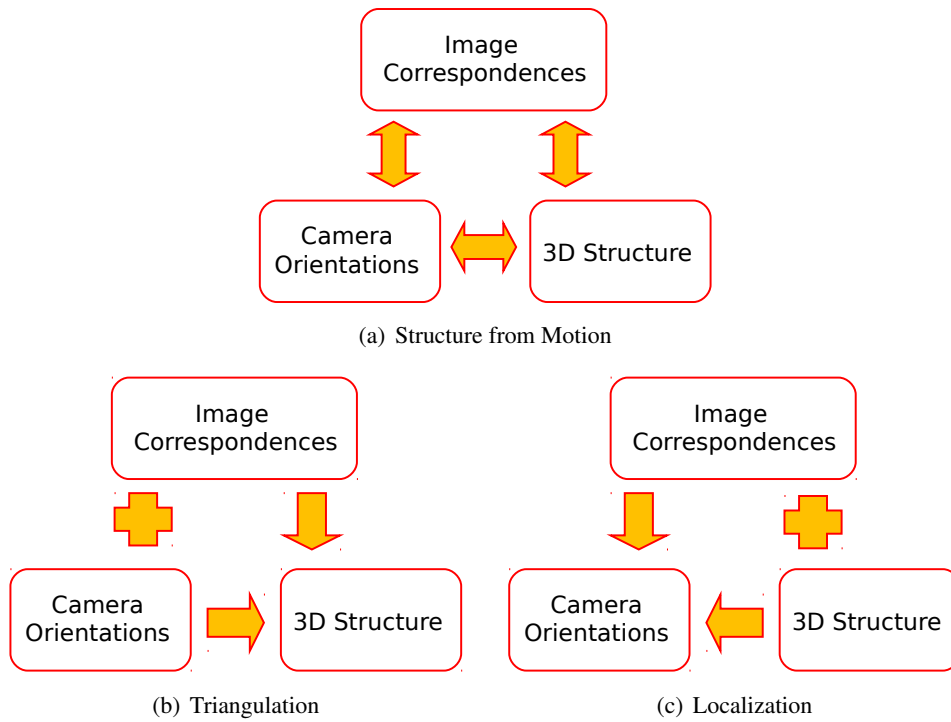 Image
Correspondences
Camera
Orientations
3D Structure
(a) Structure from Motion
Image
Correspondences
Camera
Orientations
3D Structure
(b) Triangulation
Image
Correspondences
Camera
Orientations
3D Structure
(c) Localization